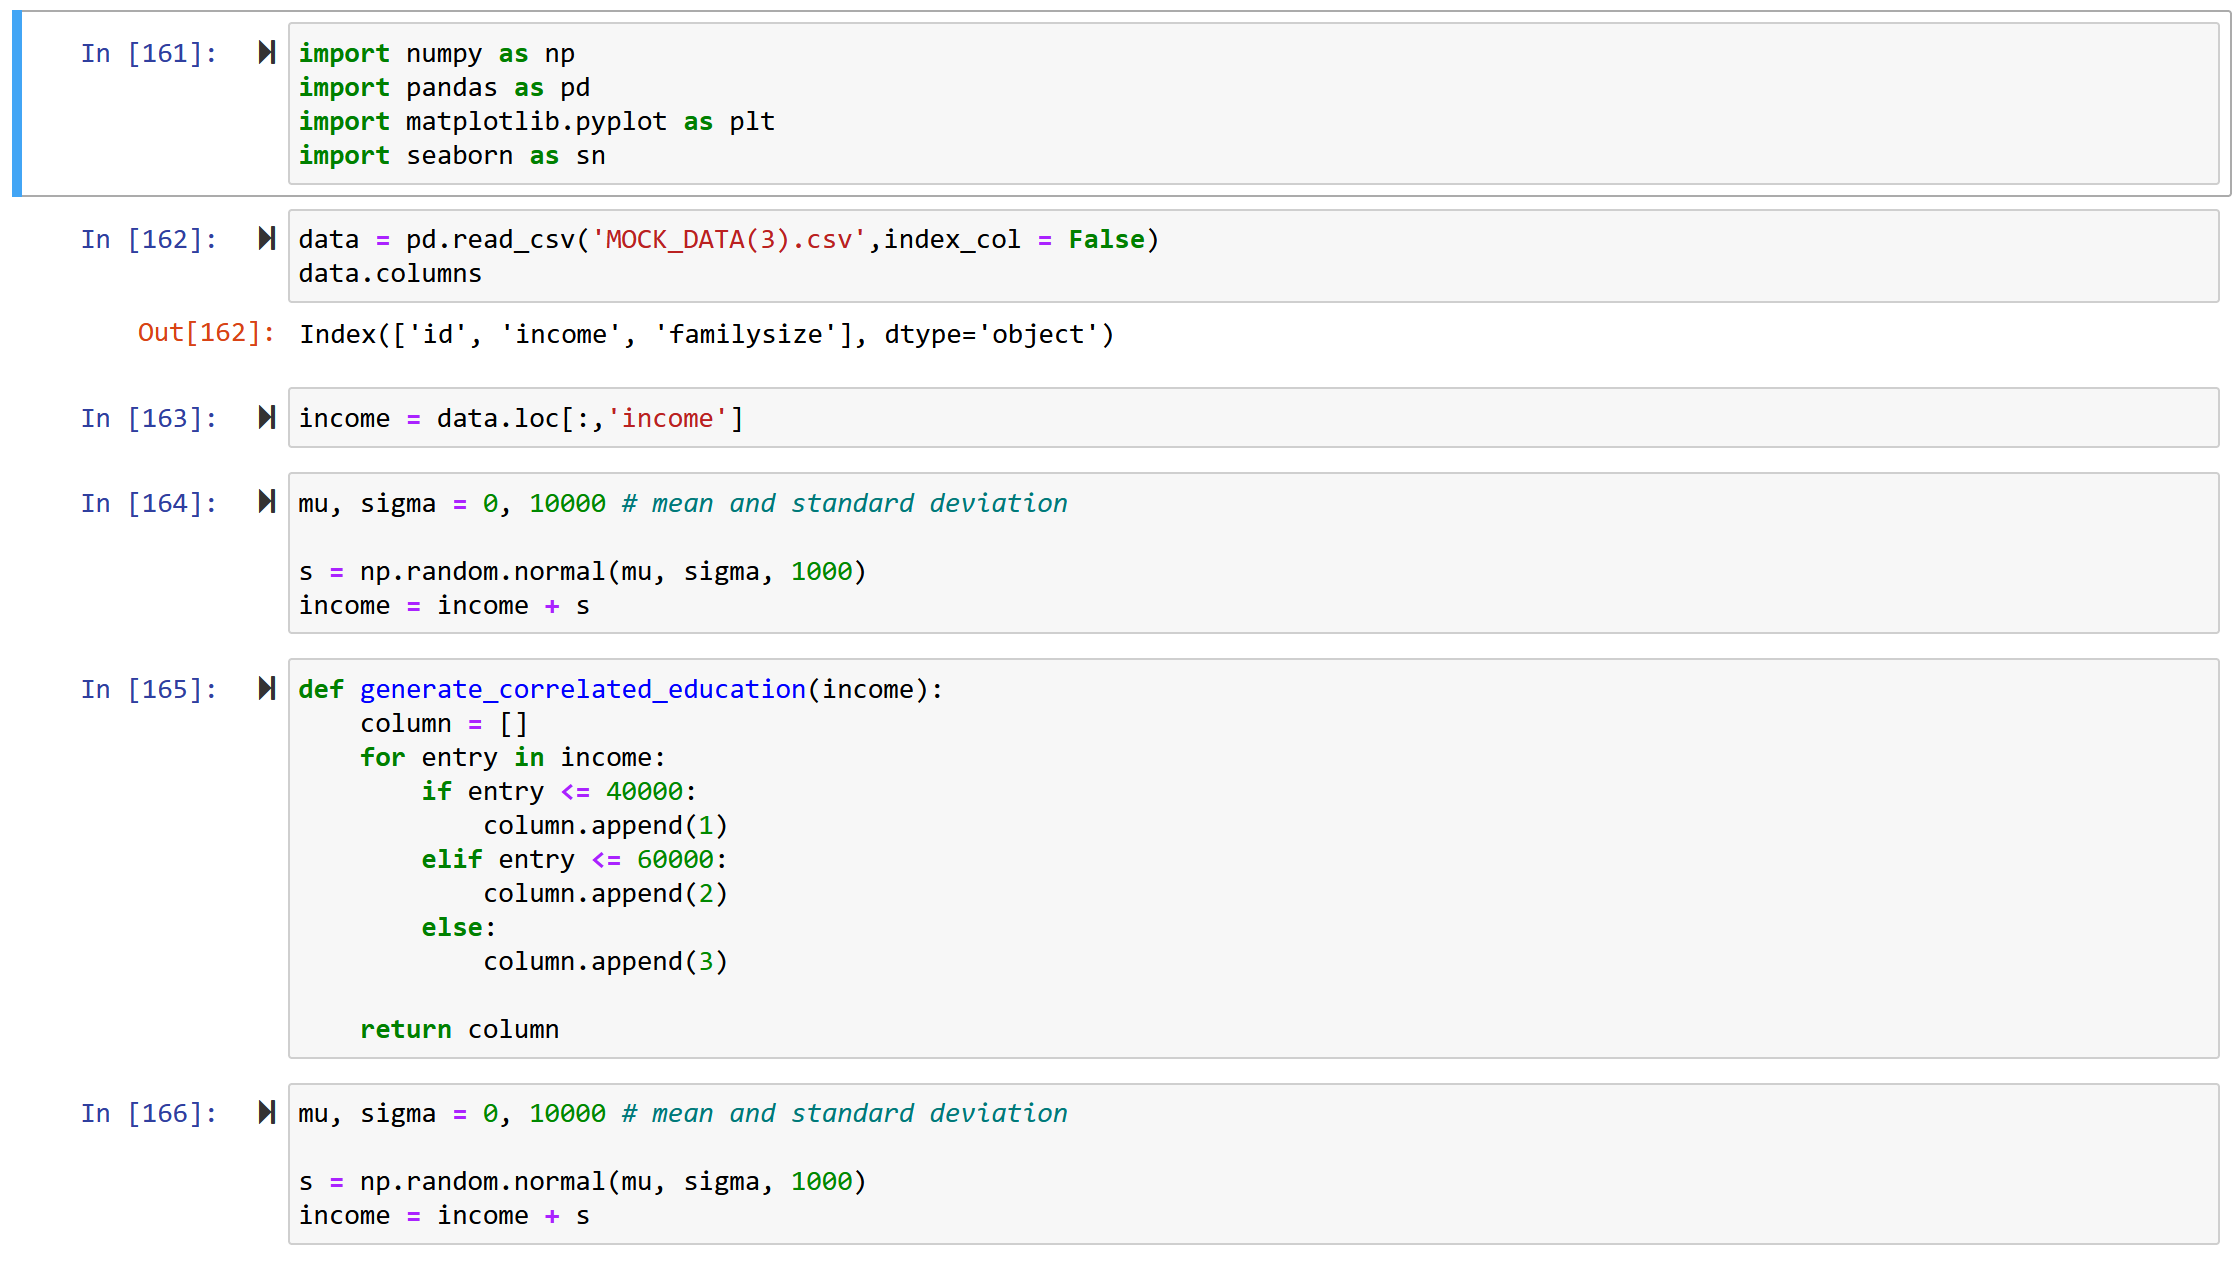 In [161]:
import numpy as np
import pandas as pd
import matplotlib.pyplot as plt
import seaborn as sn
In [162]:
data = pd.read_csv('MOCK_DATA(3).csv',index_col = False)
data.columns
Out[162]:
Index(['id', 'income', 'familysize'], dtype='object')
In [163]:
income = data.loc[:,'income']
In [164]:
mu, sigma = 0, 10000 # mean and standard deviation

s = np.random.normal(mu, sigma, 1000)
income = income + s
In [165]:
def generate_correlated_education(income):
    column = []
    for entry in income:
        if entry <= 40000:
            column.append(1)
        elif entry <= 60000:
            column.append(2)
        else:
            column.append(3)

    return column
In [166]:
mu, sigma = 0, 10000 # mean and standard deviation

s = np.random.normal(mu, sigma, 1000)
income = income + s